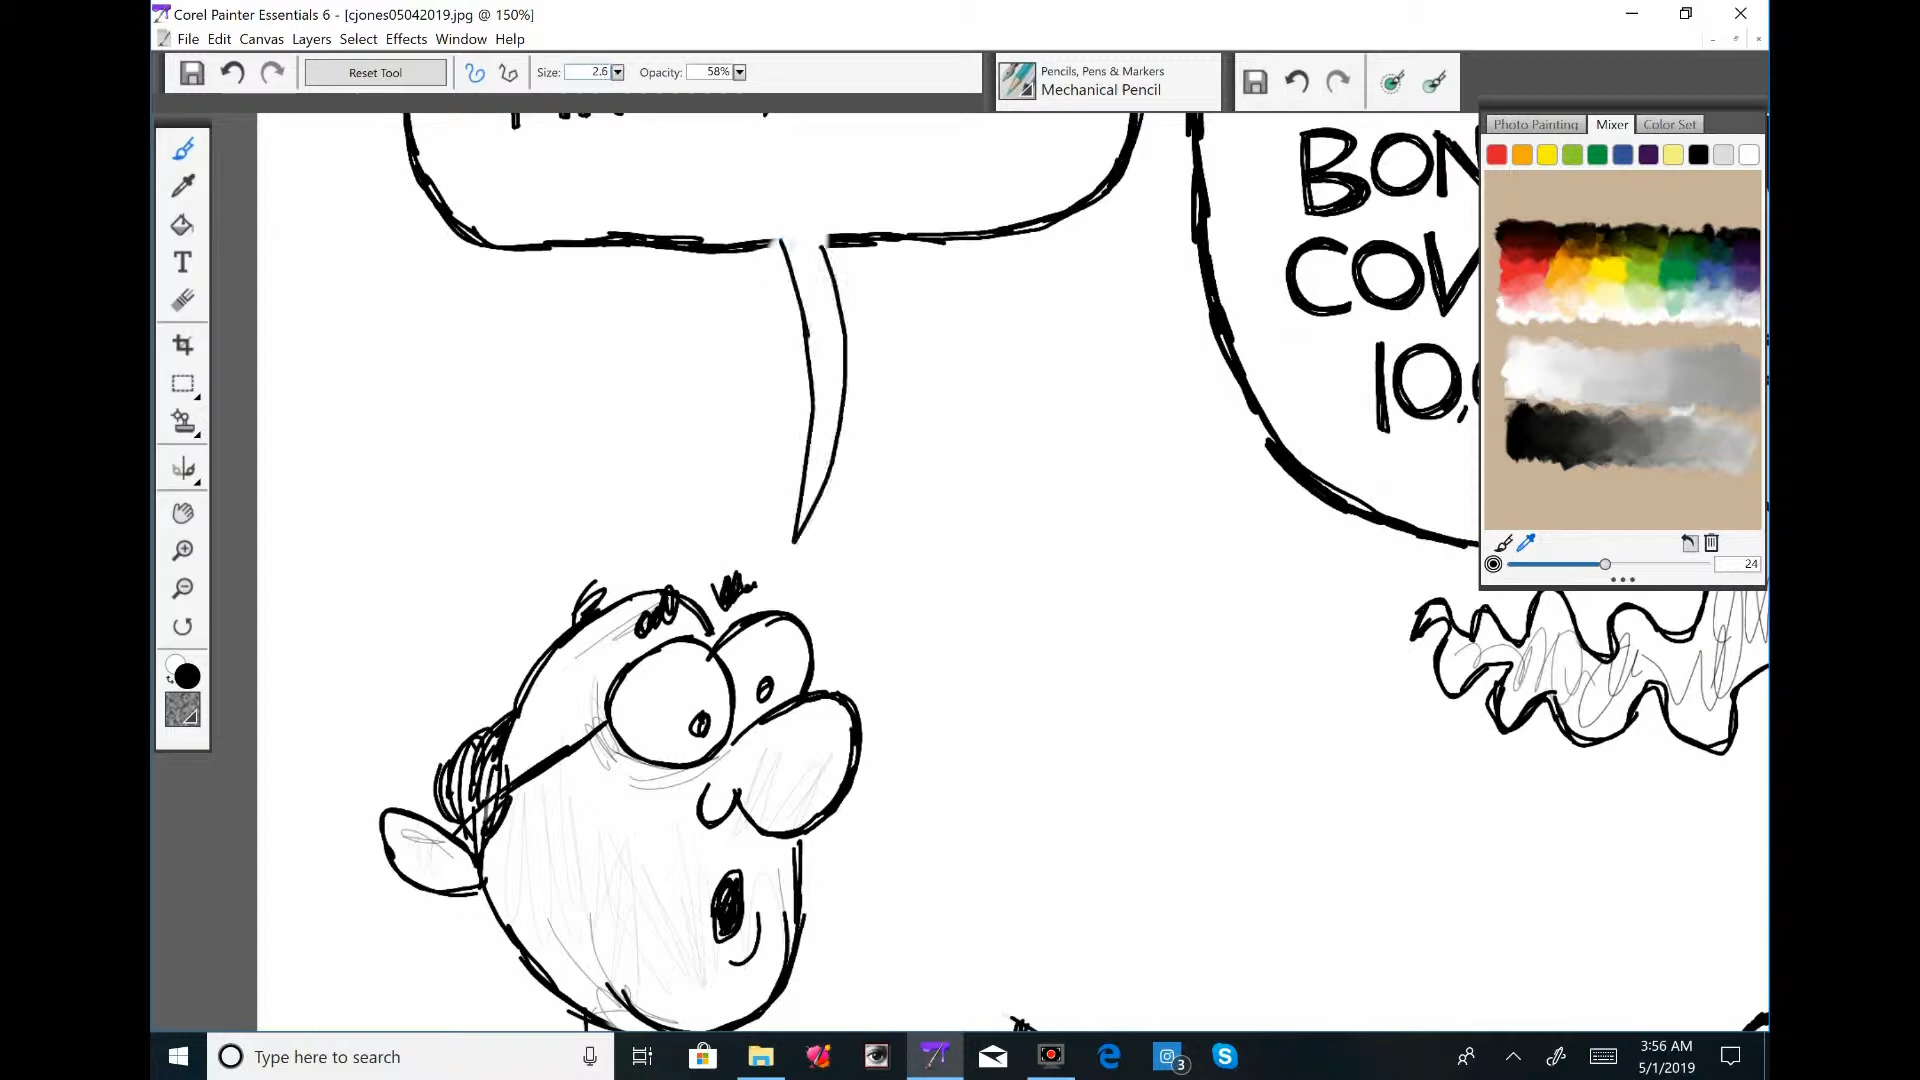 Corel Painter Essentials 6 - [cjones05042019.jpg @ 150%]
File Edit Canvas Layers Select Effects Window Help
Reset Tool Size: 2.6 Opacity: 58%
Pencils, Pens & Markers
Mechanical Pencil
Photo Painting Mixer Color Set
BON
COV
10,
24
Type here to search
3
3:56 AM
5/1/2019